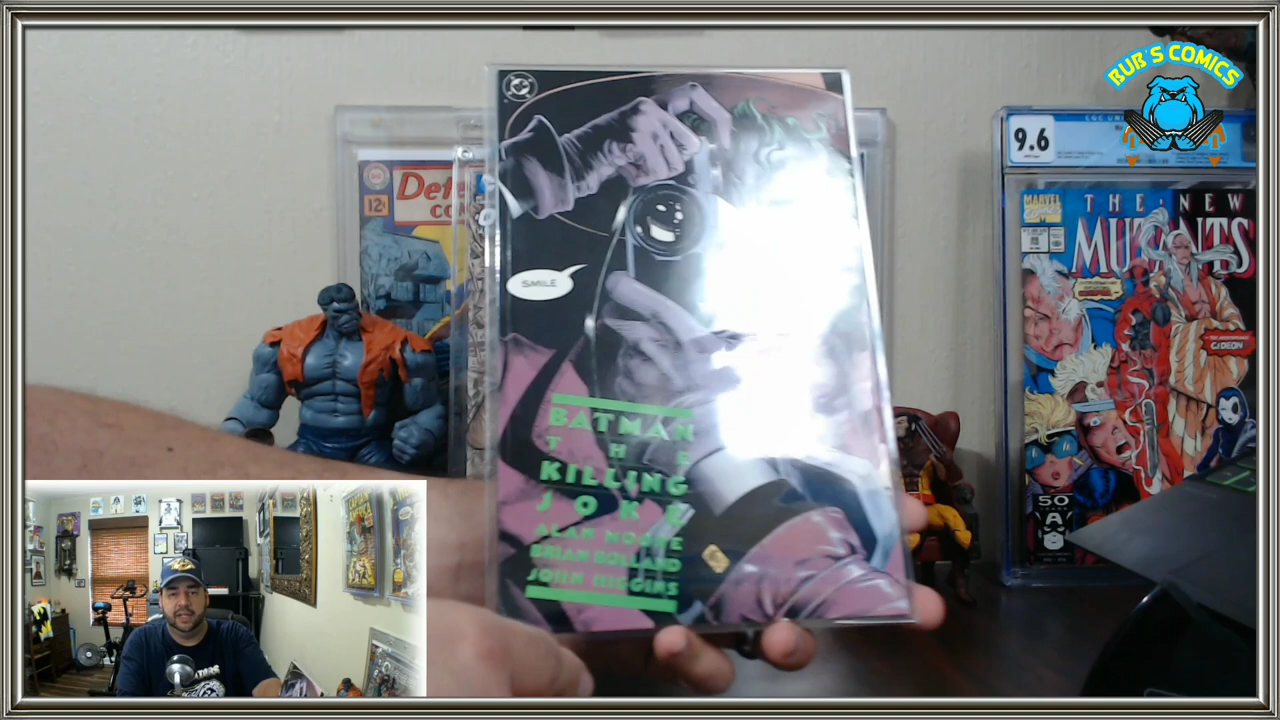 BUB'S COMICS
9.6
DC
12¢
MARVEL
THE NEW
MUTANTS
GIDEON
50
SMILE
BATMAN
THE
KILLING
JOKE
ALAN MOORE
BRIAN BOLLAND
JOHN HIGGINS